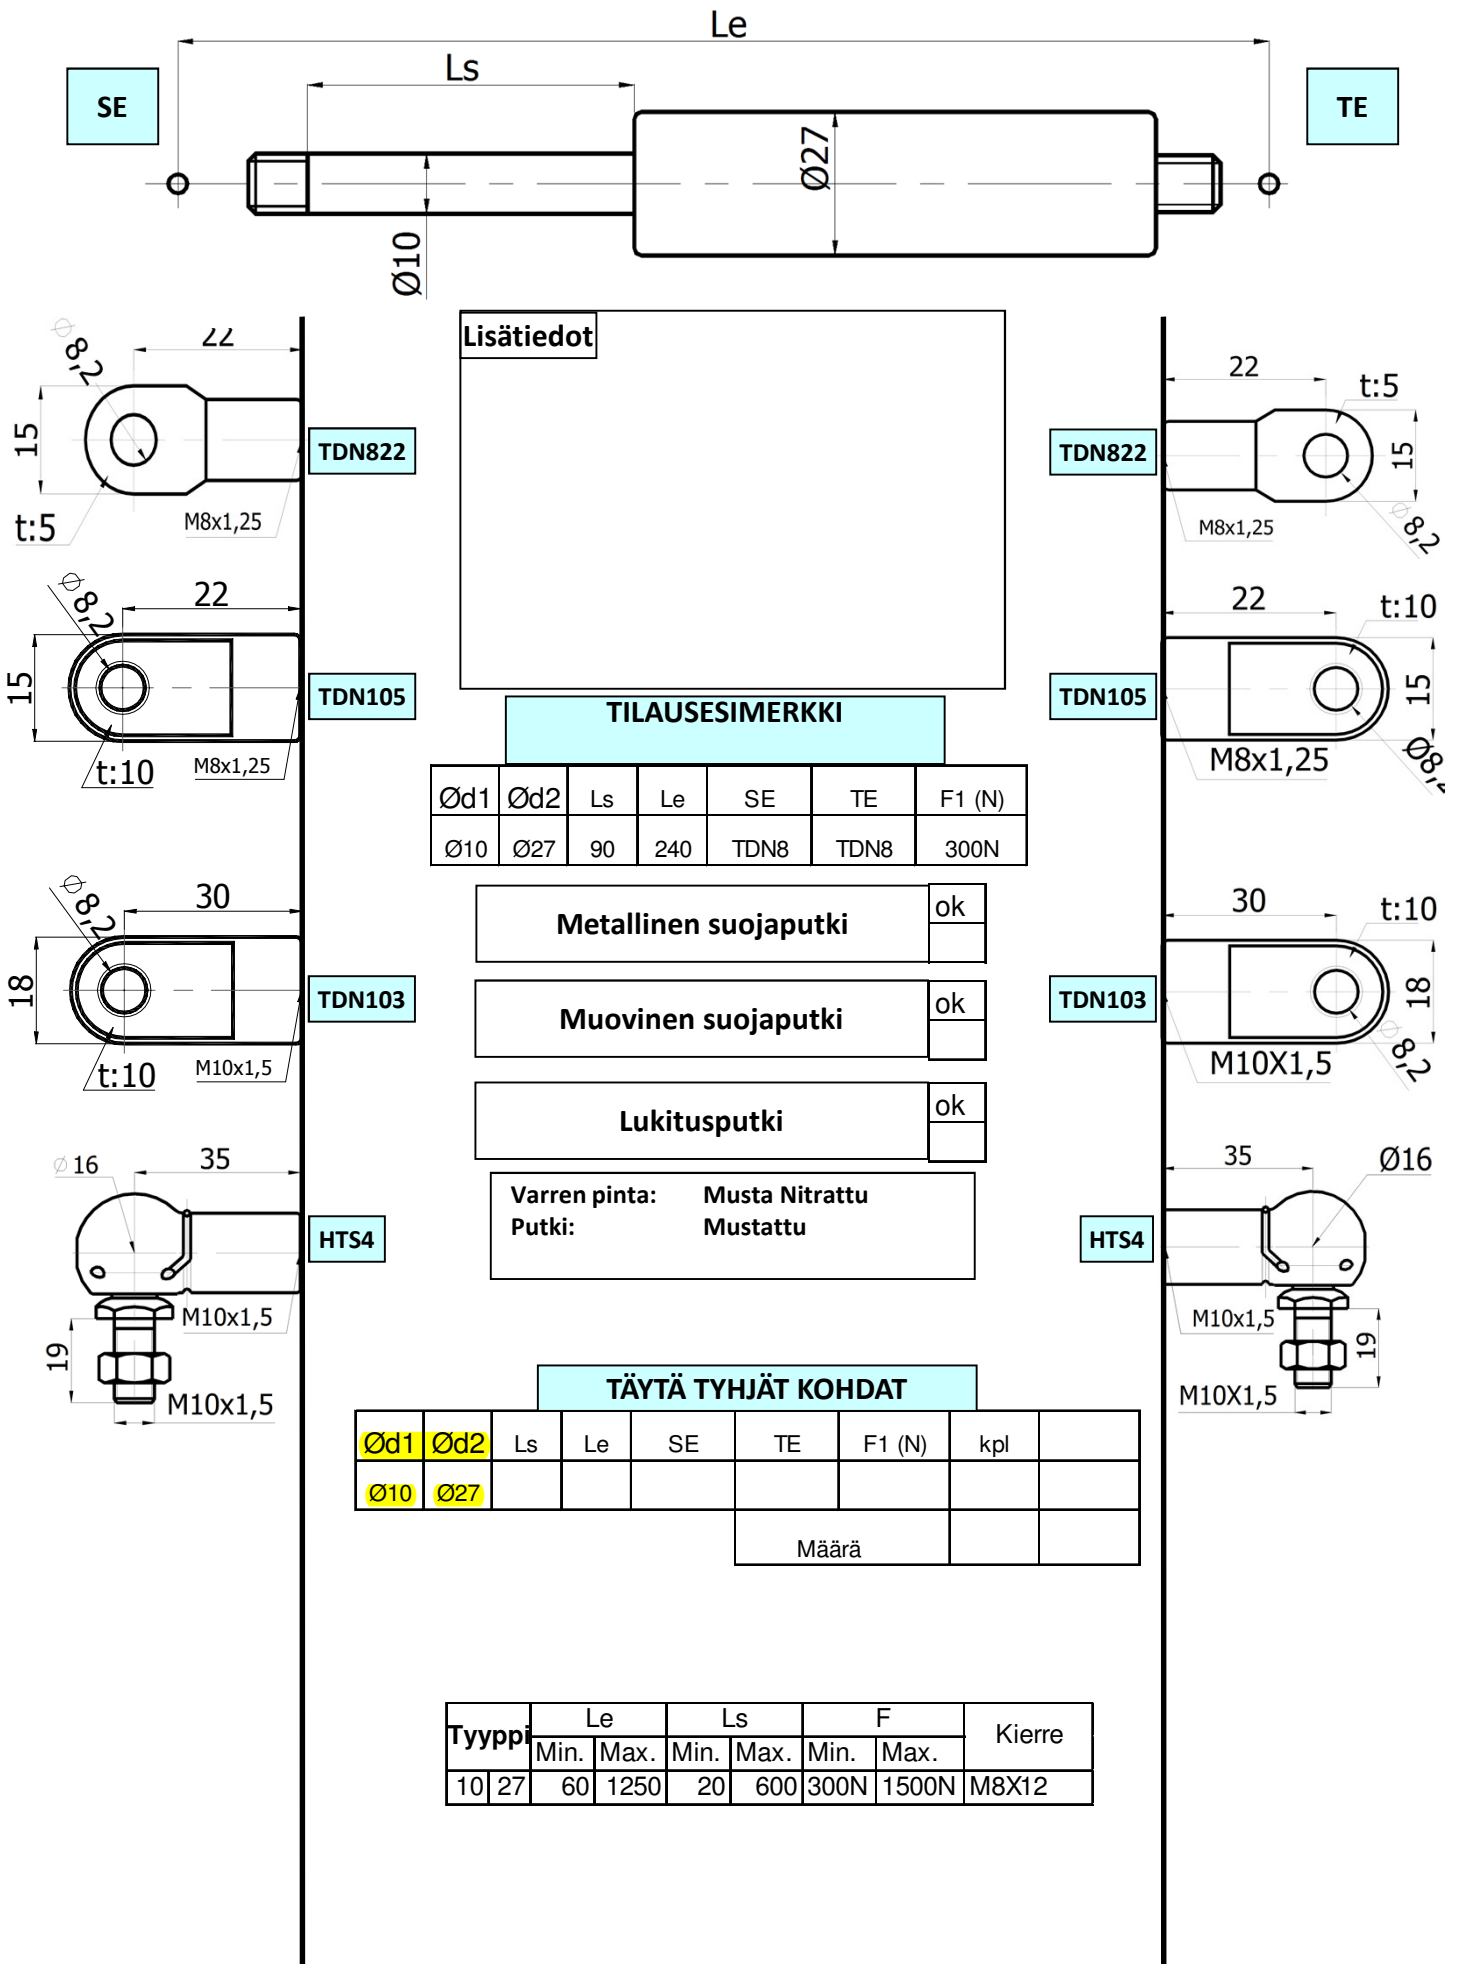 Le
Ls
SE
TE
Ø27
Ø10
22
Ø 8,2
15
t:5
M8x1,25
TDN822
Lisätiedot
22
t:5
15
TDN822
M8x1,25
Ø 8,2
22
Ø 8,2
15
t:10
M8x1,25
TDN105
22
t:10
15
TDN105
M8x1,25
Ø8,
TILAUSESIMERKKI
Ød1 Ød2 Ls Le SE TE F1 (N)
Ø10 Ø27 90 240 TDN8 TDN8 300N
30
Ø 8,2
18
t:10
M10x1,5
TDN103
Metallinen suojaputki ok
Muovinen suojaputki ok
Lukitusputki ok
30
t:10
18
TDN103
M10X1,5
Ø 8,2
Varren pinta: Musta Nitrattu
Putki: Mustattu
Ø 16
35
HTS4
M10x1,5
19
M10x1,5
35
Ø16
HTS4
M10x1,5
19
M10X1,5
TÄYTÄ TYHJÄT KOHDAT
Ød1 Ød2 Ls Le SE TE F1 (N) kpl
Ø10 Ø27
Määrä
Tyyppi Le Ls F Kierre
Min. Max. Min. Max. Min. Max.
10 27 60 1250 20 600 300N 1500N M8X12